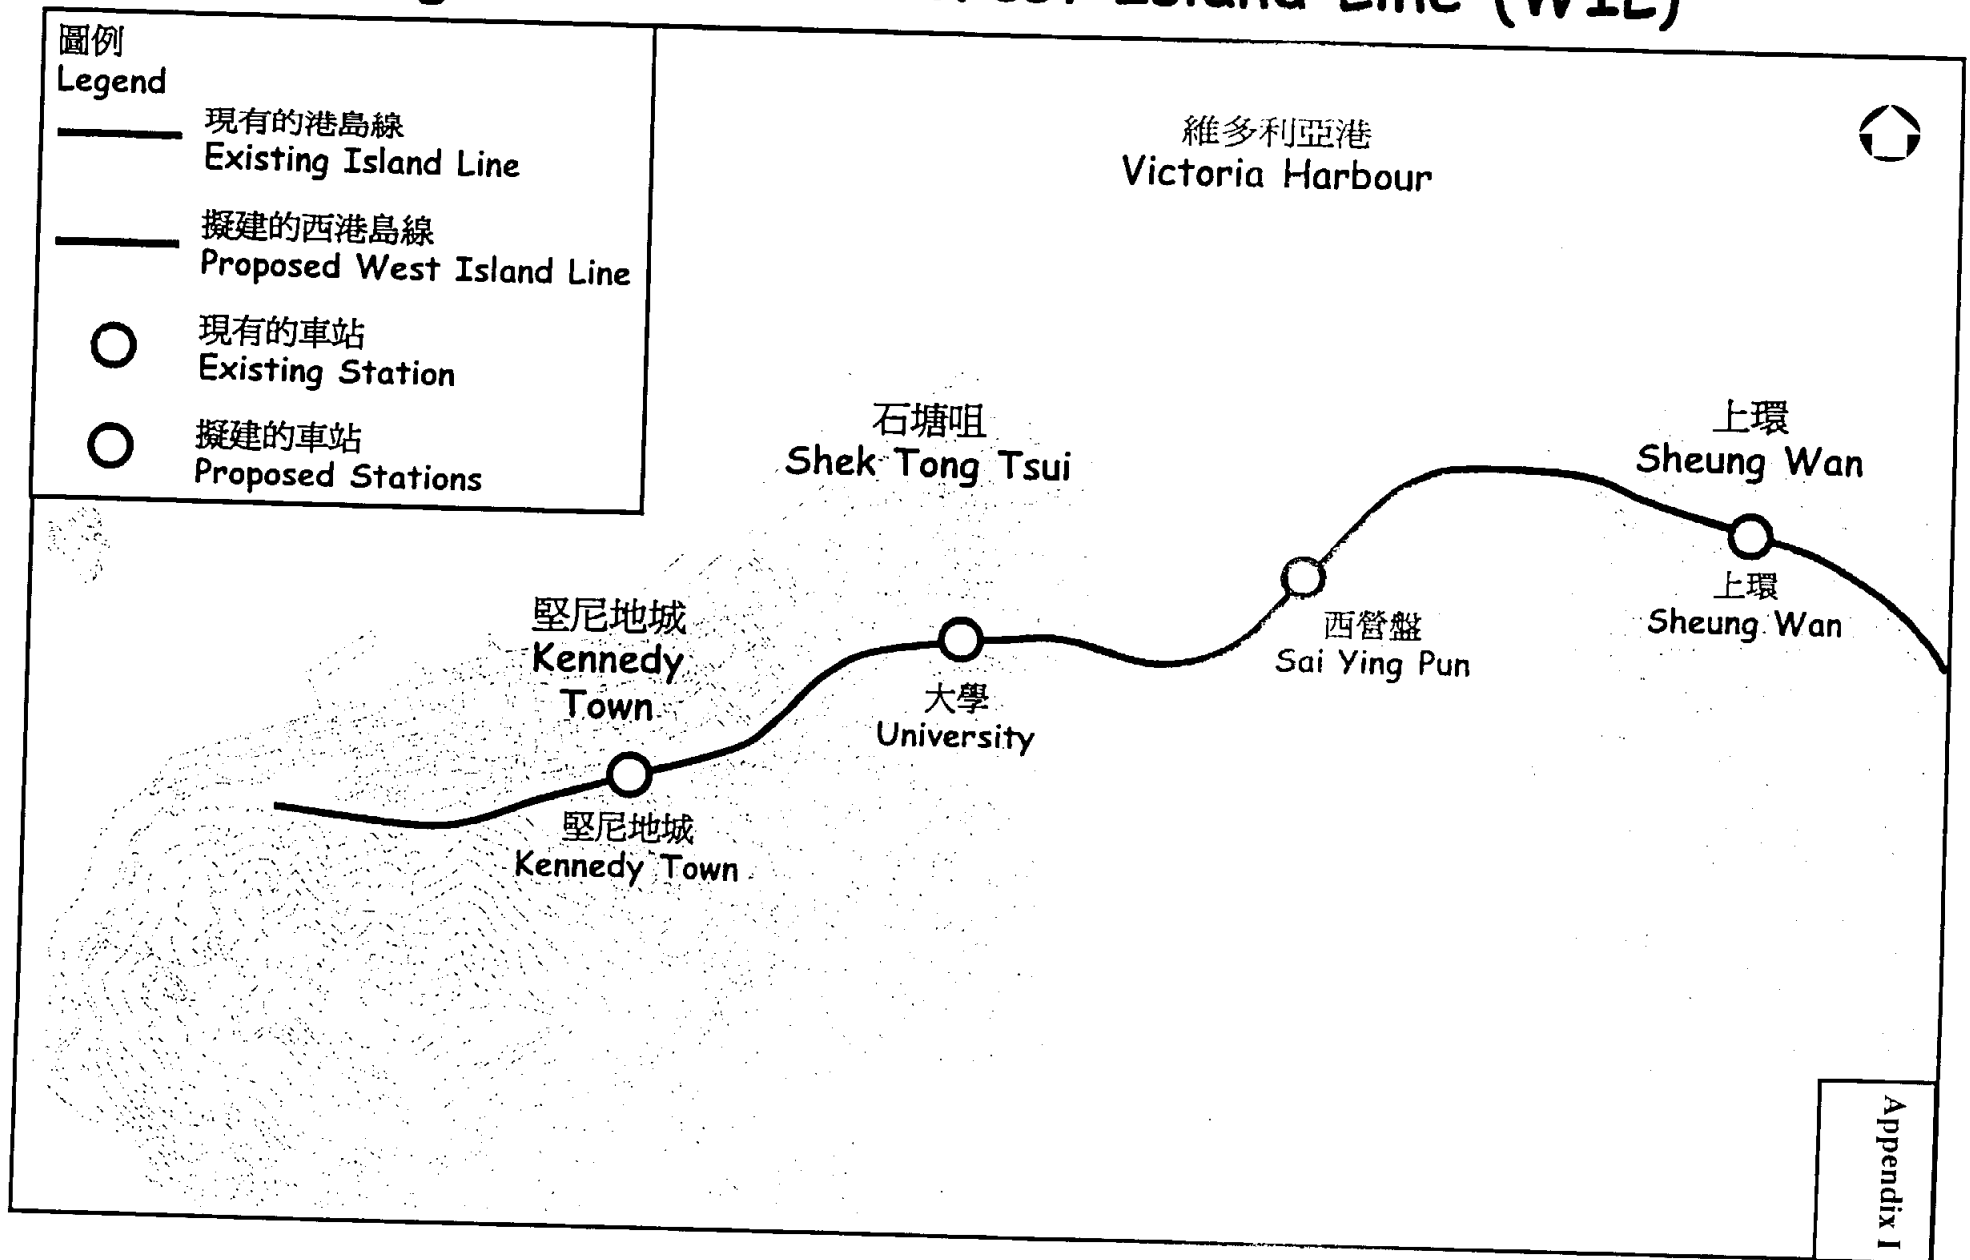 Island Line (WIL)
圖例
Legend
現有的港島線
Existing Island Line
擬建的西港島線
Proposed West Island Line
現有的車站
Existing Station
擬建的車站
Proposed Stations
維多利亞港
Victoria Harbour
石塘咀
Shek Tong Tsui
上環
Sheung Wan
上環
Sheung Wan
西營盤
Sai Ying Pun
堅尼地城
Kennedy
Town
大學
University
堅尼地城
Kennedy Town
Appendix I